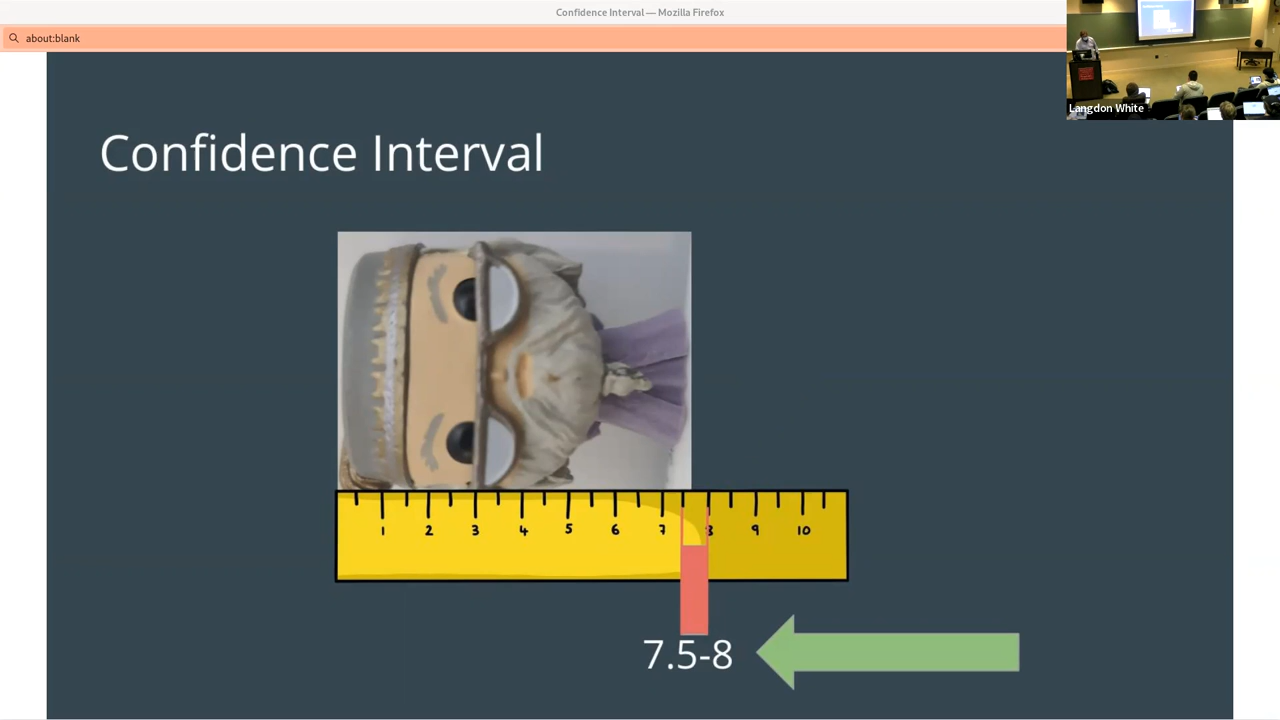 Confidence Interval — Mozilla Firefox
about:blank
Langdon White
Confidence Interval
1 2 3 4 5 6 7 8 9 10
7.5-8